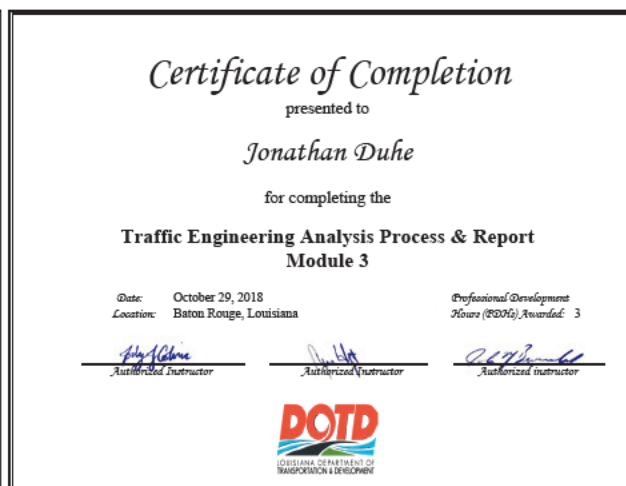 Certificate of Completion
presented to
Jonathan Duhe
for completing the
Traffic Engineering Analysis Process & Report
Module 3
Date: October 29, 2018
Location: Baton Rouge, Louisiana
Professional Development
Hours (PDHs) Awarded: 3
Authorized Instructor
Authorized Instructor
Authorized instructor
DOTD
LOUISIANA DEPARTMENT OF
TRANSPORTATION & DEVELOPMENT